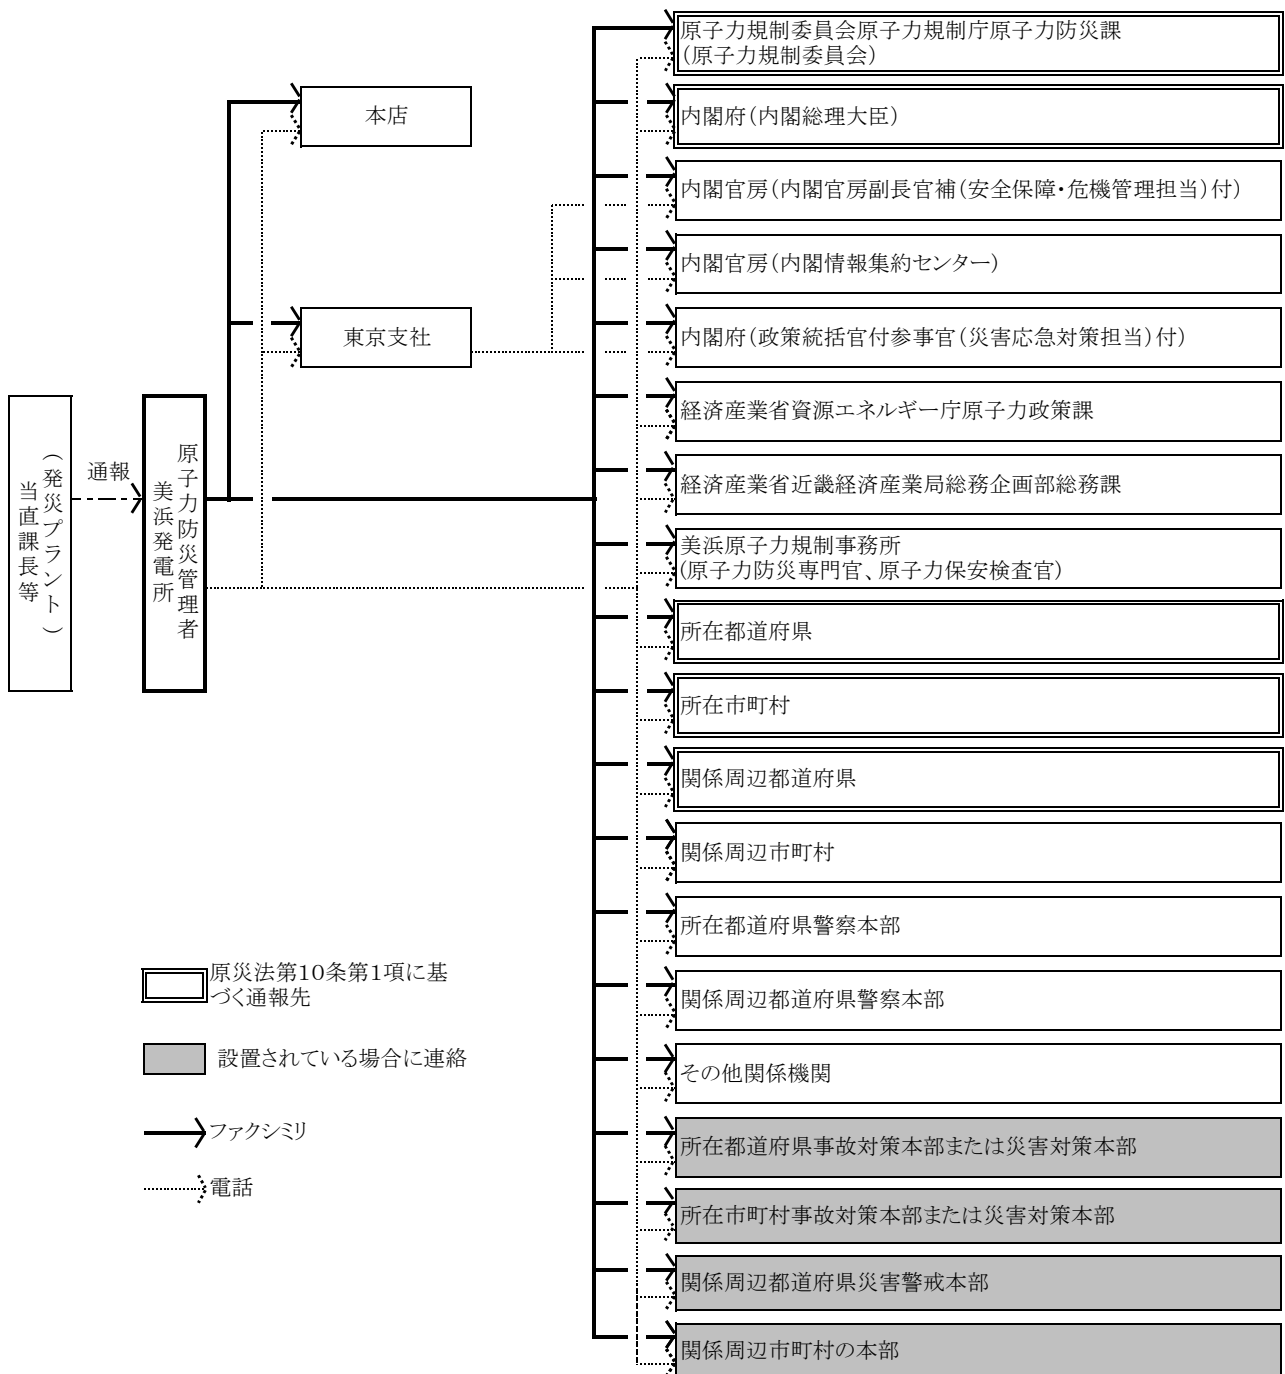 原子力規制委員会原子力規制庁原子力防災課
(原子力規制委員会)
本店
内閣府(内閣総理大臣)
内閣官房(内閣官房副長官補(安全保障・危機管理担当)付)
内閣官房(内閣情報集約センター)
東京支社
内閣府(政策統括官付参事官(災害応急対策担当)付)
経済産業省資源エネルギー庁原子力政策課
(発災プラント)
当直課長等
通報
原子力防災管理者
美浜発電所
経済産業省近畿経済産業局総務企画部総務課
美浜原子力規制事務所
(原子力防災専門官、原子力保安検査官)
所在都道府県
所在市町村
関係周辺都道府県
関係周辺市町村
所在都道府県警察本部
関係周辺都道府県警察本部
その他関係機関
所在都道府県事故対策本部または災害対策本部
所在市町村事故対策本部または災害対策本部
関係周辺都道府県災害警戒本部
関係周辺市町村の本部
原災法第10条第1項に基
づく通報先
設置されている場合に連絡
ファクシミリ
電話